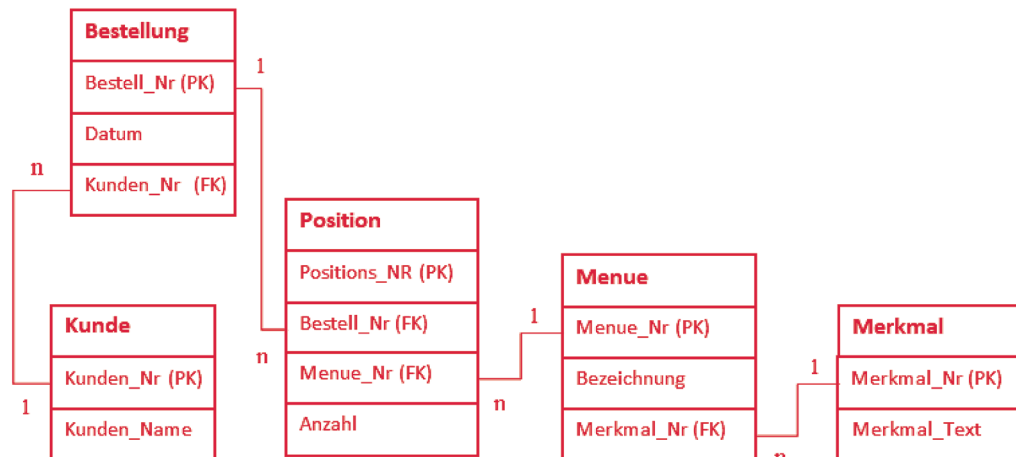 Bestellung
Bestell_Nr (PK)
Datum
Kunden_Nr (FK)
1
n
Kunde
Kunden_Nr (PK)
Kunden_Name
1
Position
Positions_NR (PK)
Bestell_Nr (FK)
Menue_Nr (FK)
Anzahl
n
n
Menue
Menue_Nr (PK)
Bezeichnung
Merkmal_Nr (FK)
1
n
Merkmal
Merkmal_Nr (PK)
Merkmal_Text
1